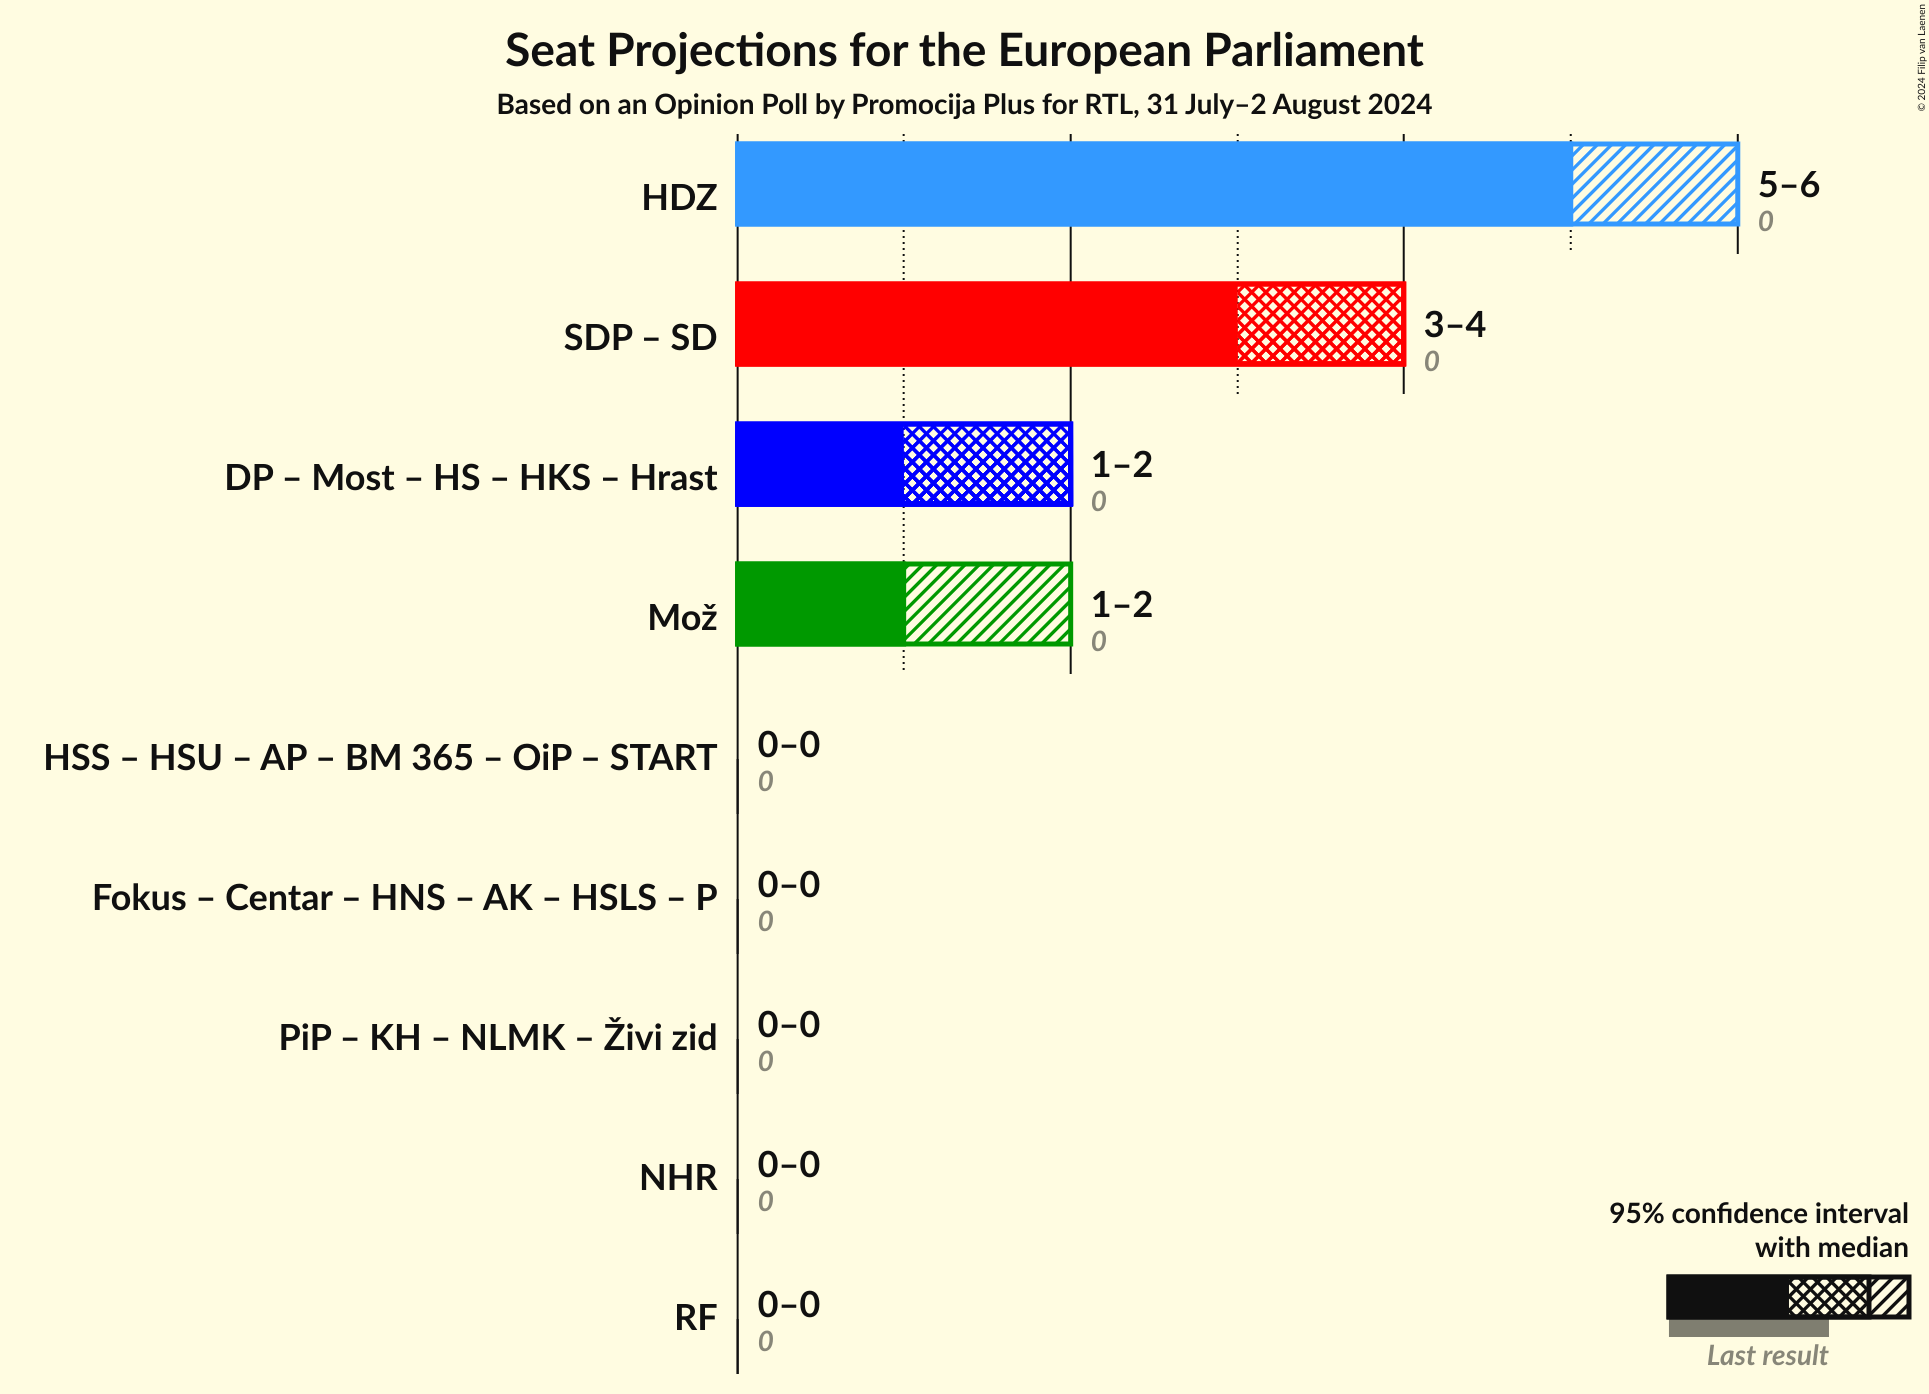 Seat Projections for the European Parliament
Based on an Opinion Poll by Promocija Plus for RTL, 31 July–2 August 2024
© 2024 Filip van Laenen
HDZ
5–6
0
SDP – SD
3–4
0
DP – Most – HS – HKS – Hrast
1–2
0
Mož
1–2
0
HSS – HSU – AP – BM 365 – OiP – START
0–0
0
Fokus – Centar – HNS – AK – HSLS – P
0–0
0
PiP – KH – NLMK – Živi zid
0–0
0
NHR
0–0
0
RF
0–0
0
95% confidence interval
with median
Last result